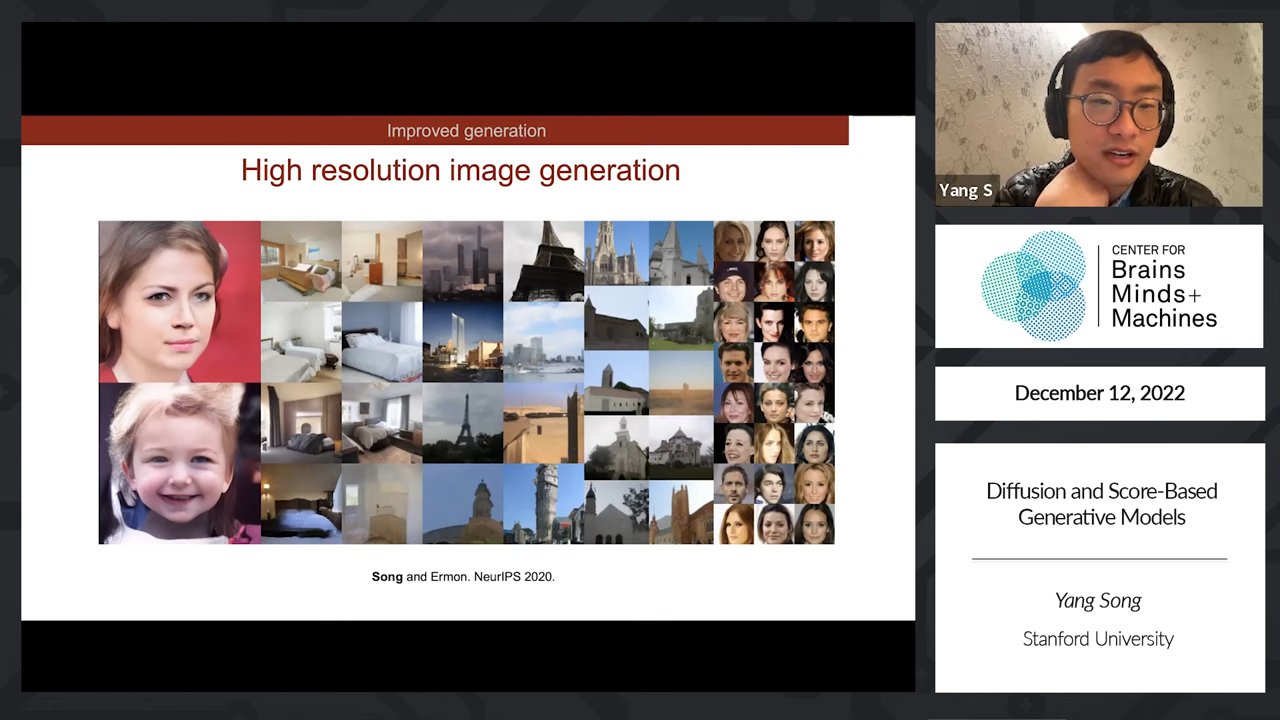 Improved generation
High resolution image generation
Song and Ermon. NeurIPS 2020.
Yang S
CENTER FOR
Brains
Minds+
Machines
December 12, 2022
Diffusion and Score-Based
Generative Models
Yang Song
Stanford University